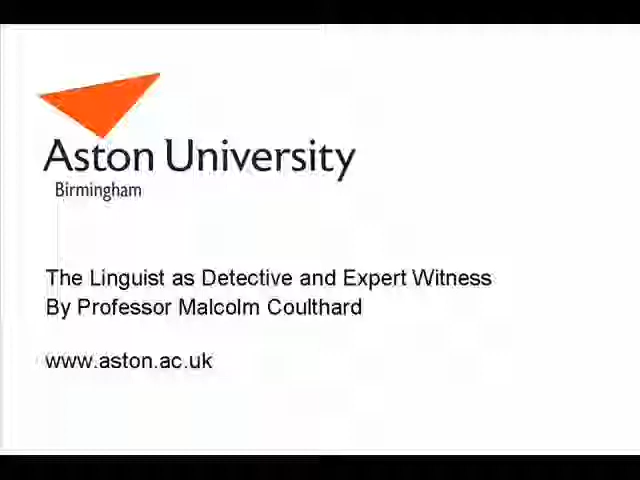 Aston University
Birmingham
The Linguist as Detective and Expert Witness
By Professor Malcolm Coulthard
www.aston.ac.uk